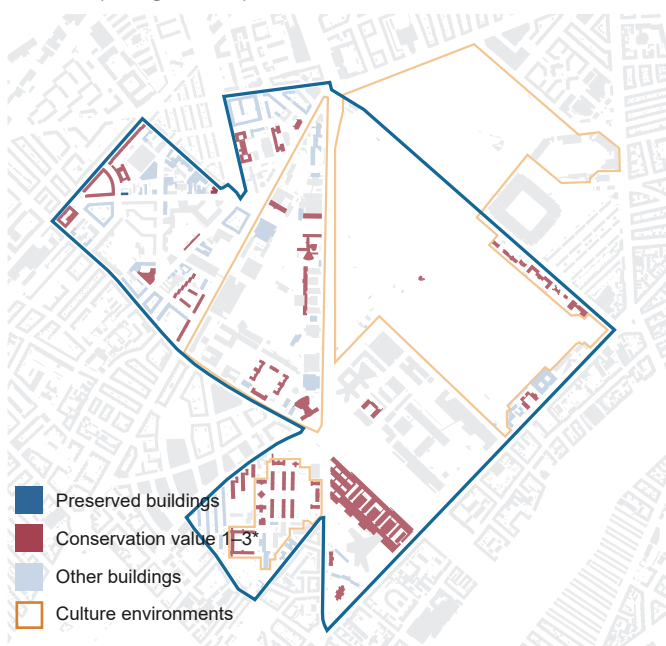 Preserved buildings
Conservation value 1–3*
Other buildings
Culture environments